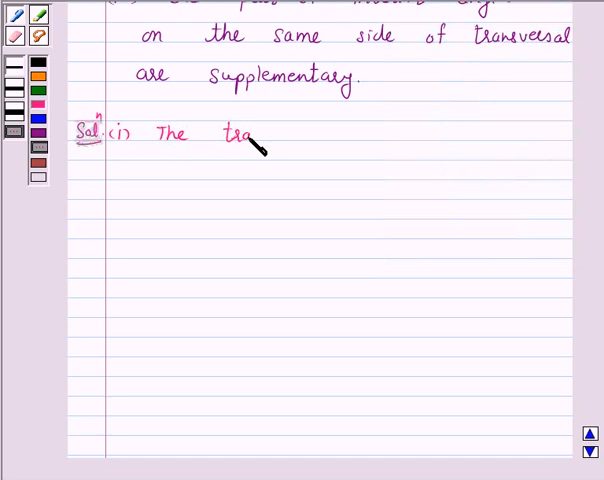 on the same side of transversal
are supplementary.
Solⁿ. (i) The tra